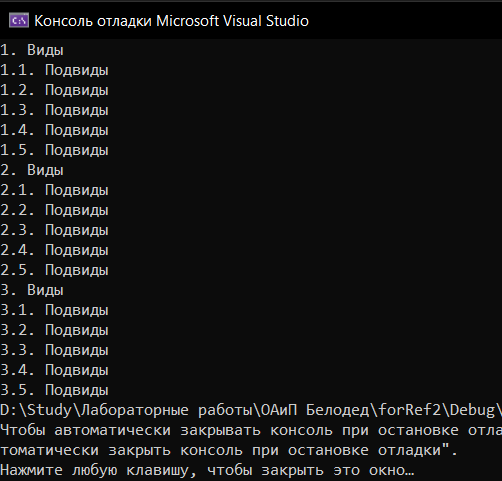 Консоль отладки Microsoft Visual Studio
1. Виды
1.1. Подвиды
1.2. Подвиды
1.3. Подвиды
1.4. Подвиды
1.5. Подвиды
2. Виды
2.1. Подвиды
2.2. Подвиды
2.3. Подвиды
2.4. Подвиды
2.5. Подвиды
3. Виды
3.1. Подвиды
3.2. Подвиды
3.3. Подвиды
3.4. Подвиды
3.5. Подвиды
D:\Study\Лабораторные работы\ОАиП Белодед\forRef2\Debug\
Чтобы автоматически закрывать консоль при остановке отла
томатически закрыть консоль при остановке отладки".
Нажмите любую клавишу, чтобы закрыть это окно…